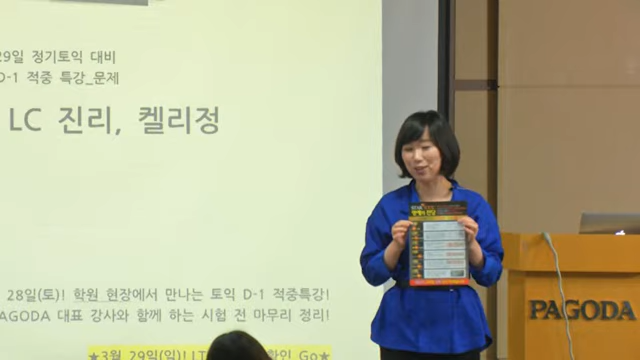 29일 정기토익 대비
D-1 적중 특강_문제
LC 진리, 켈리정
28일(토)! 학원 현장에서 만나는 토익 D-1 적중특강!
PAGODA 대표 강사와 함께 하는 시험 전 마무리 정리!
★3월 29일(일)! LT 확인 Go★
PAGODA